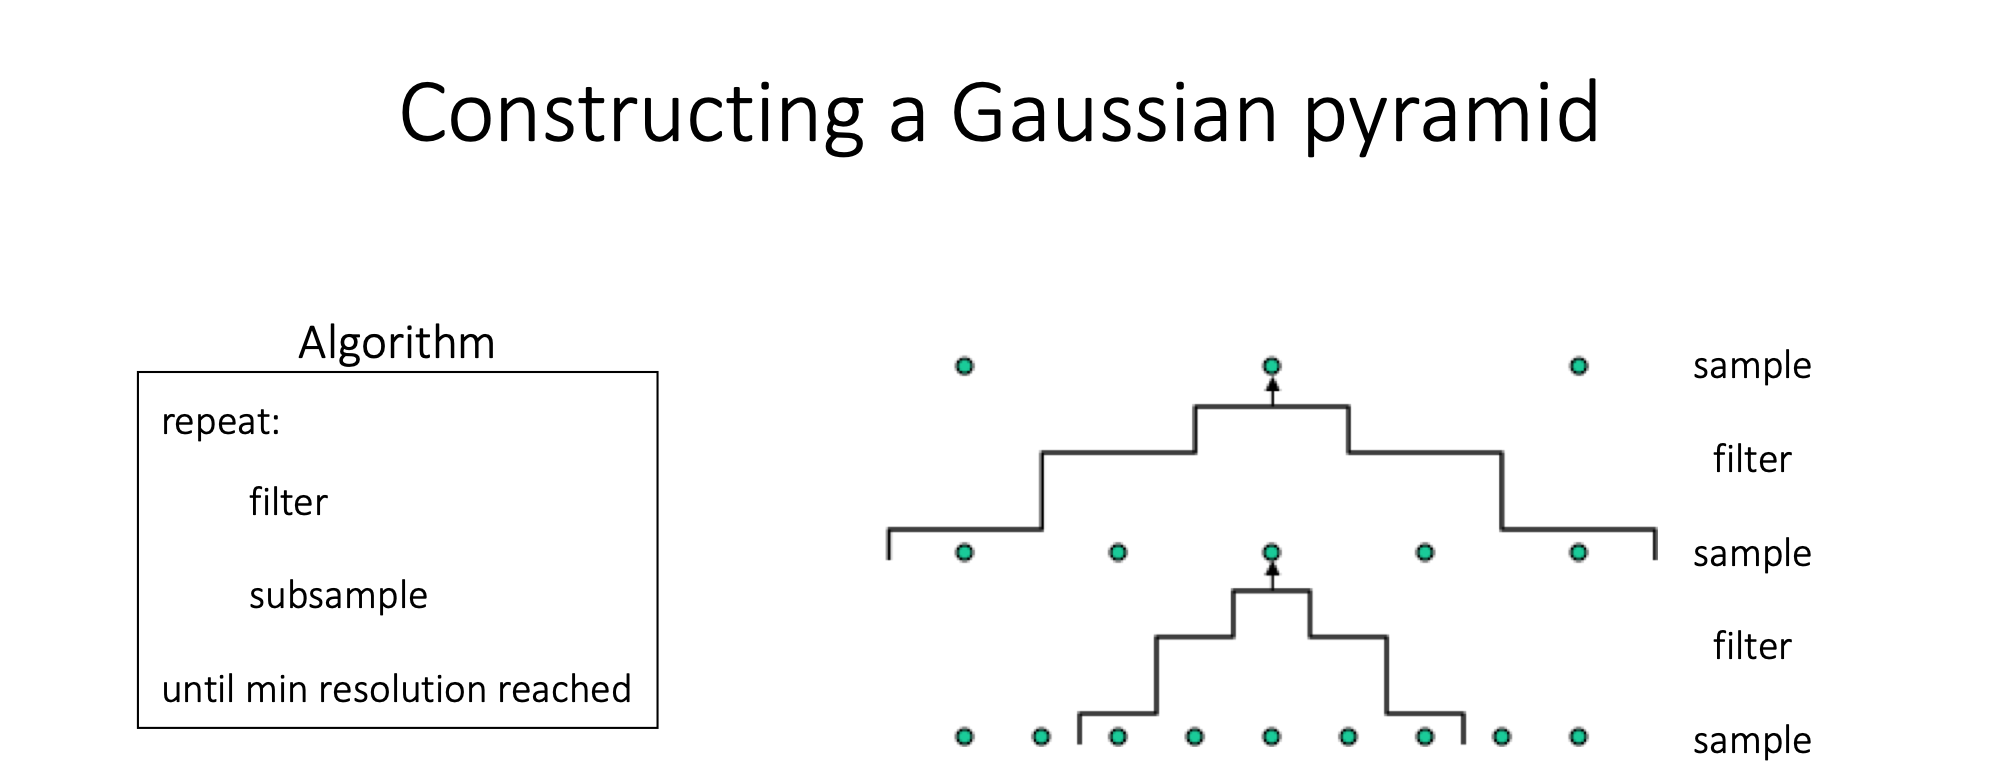 Constructing a Gaussian pyramid
Algorithm
repeat:
filter
subsample
until min resolution reached
sample
filter
sample
filter
sample